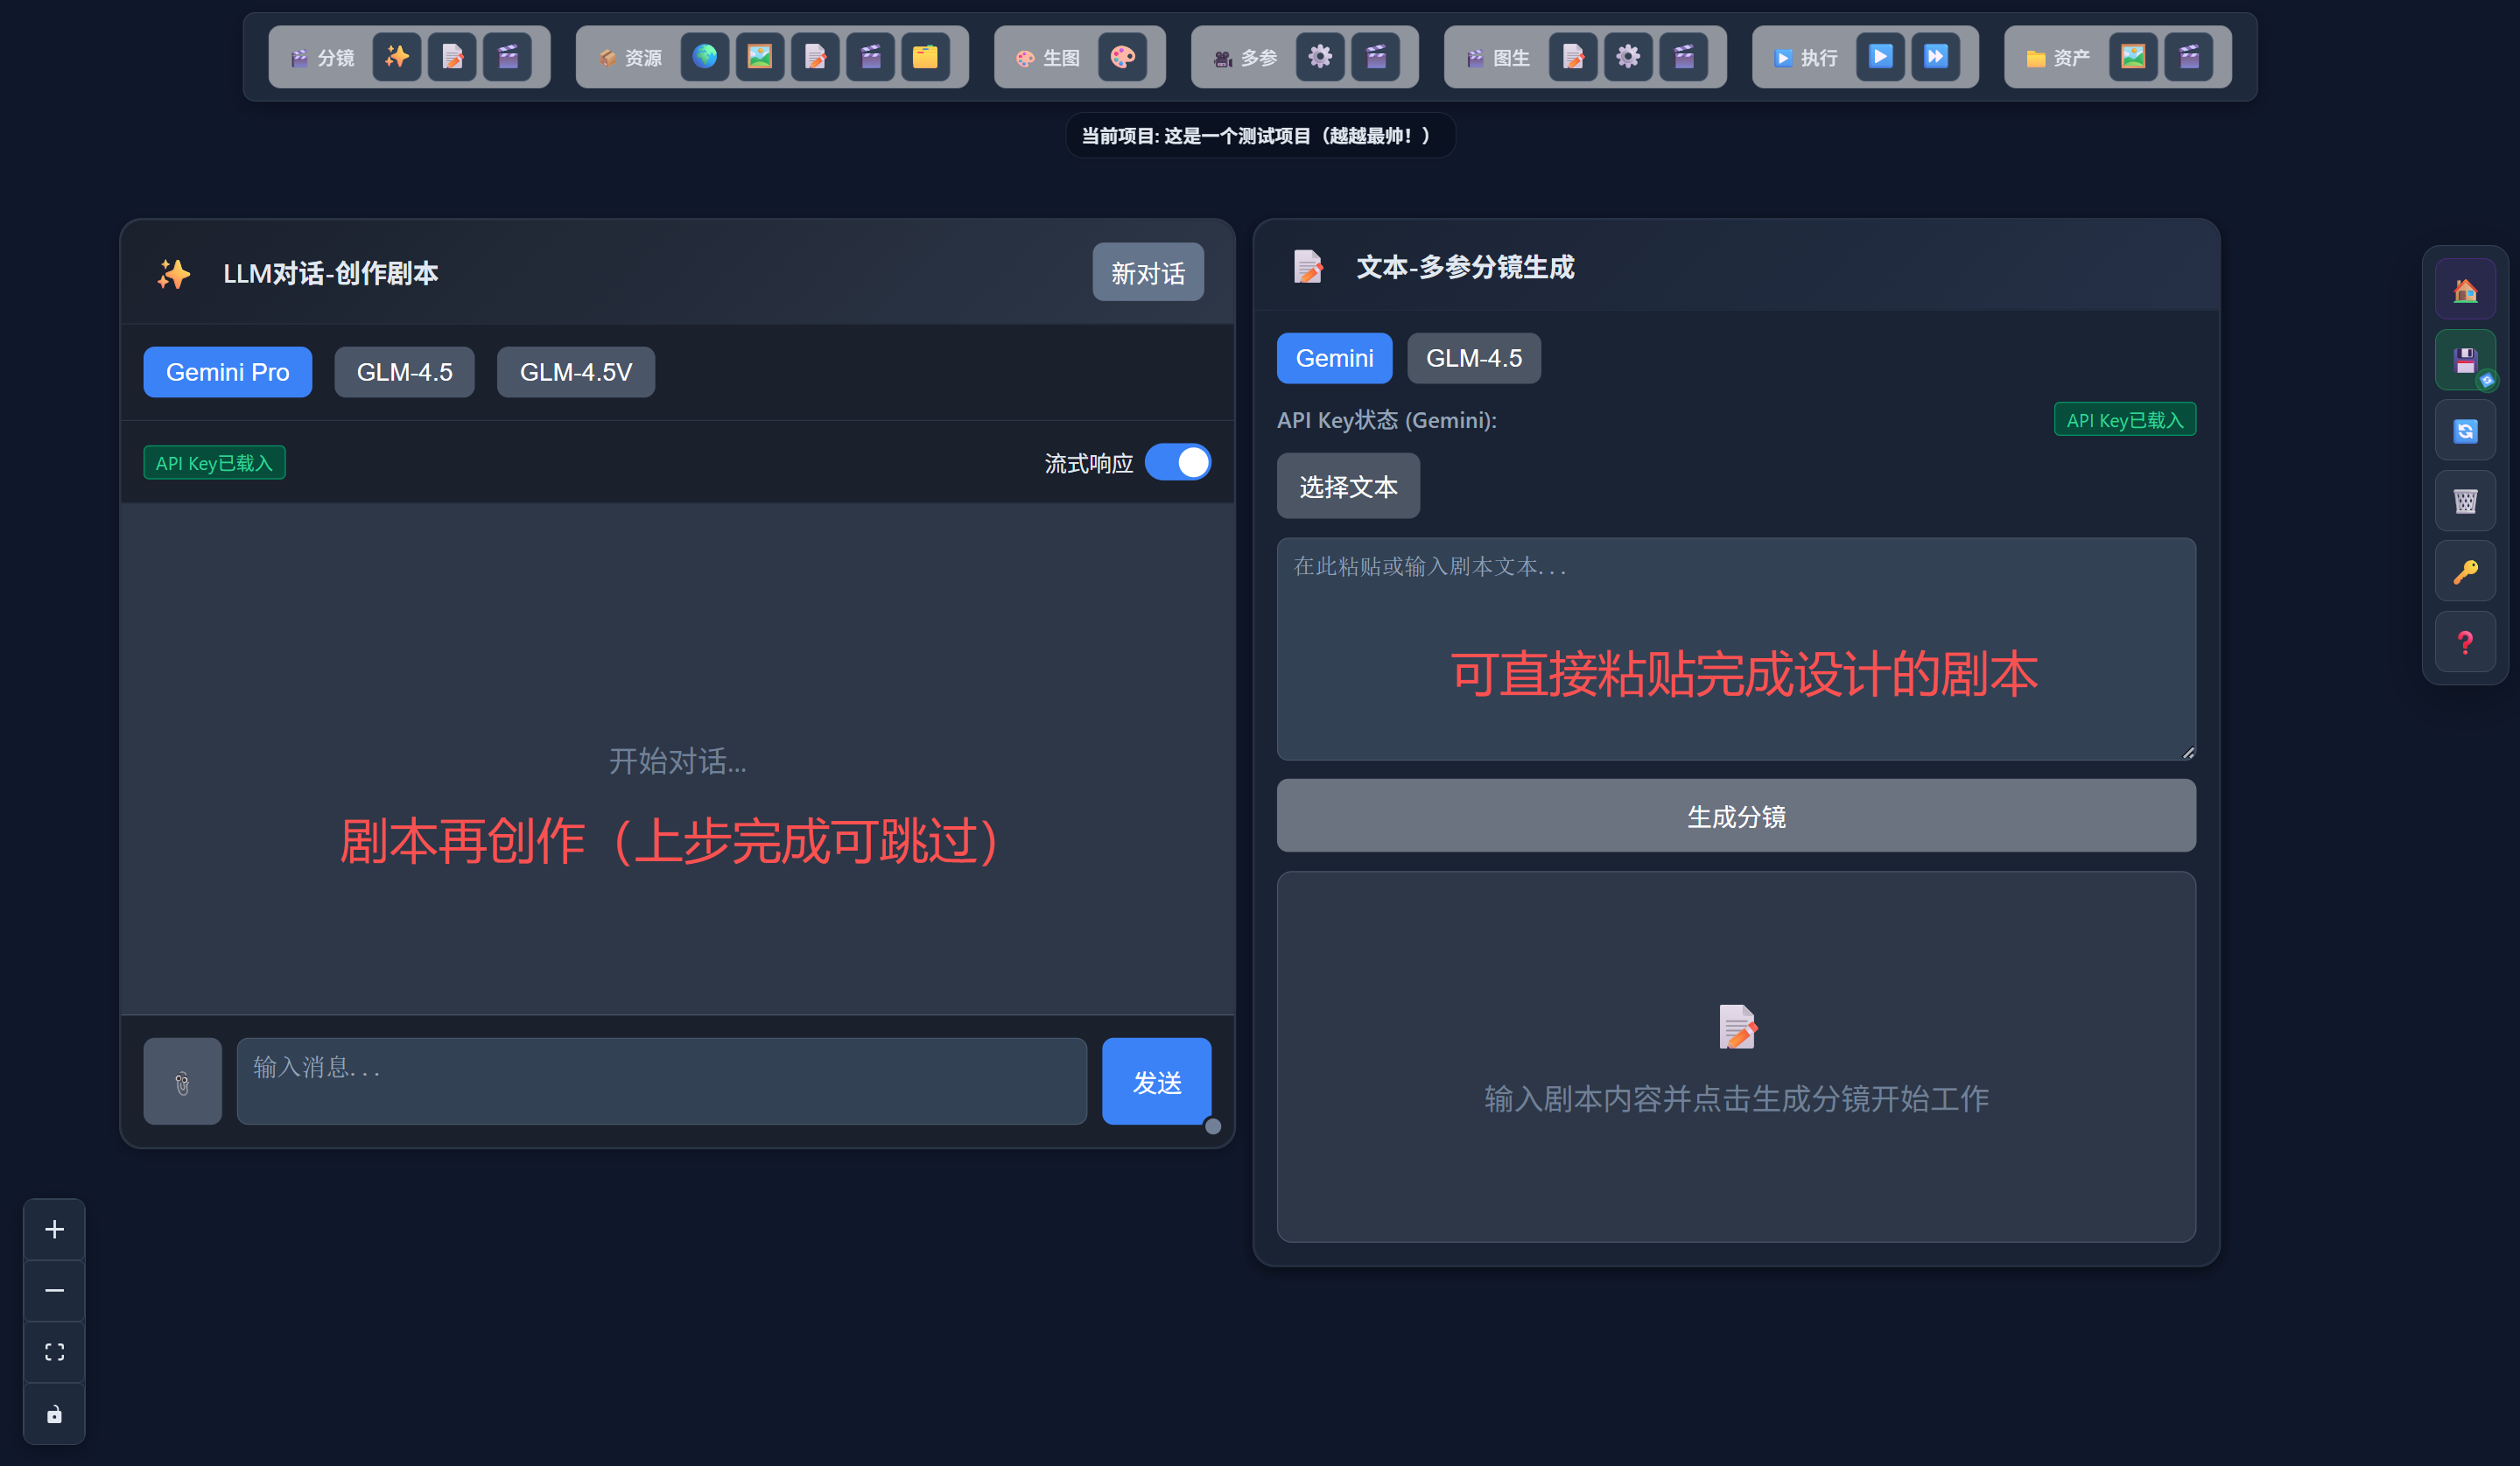 分镜
资源
生图
多参
图生
执行
资产
当前项目: 这是一个测试项目（越越最帅！）
LLM对话-创作剧本
新对话
Gemini Pro
GLM-4.5
GLM-4.5V
API Key已载入
流式响应
开始对话...
剧本再创作（上步完成可跳过）
输入消息...
发送
文本-多参分镜生成
Gemini
GLM-4.5
API Key状态 (Gemini):
API Key已载入
选择文本
在此粘贴或输入剧本文本...
可直接粘贴完成设计的剧本
生成分镜
输入剧本内容并点击生成分镜开始工作